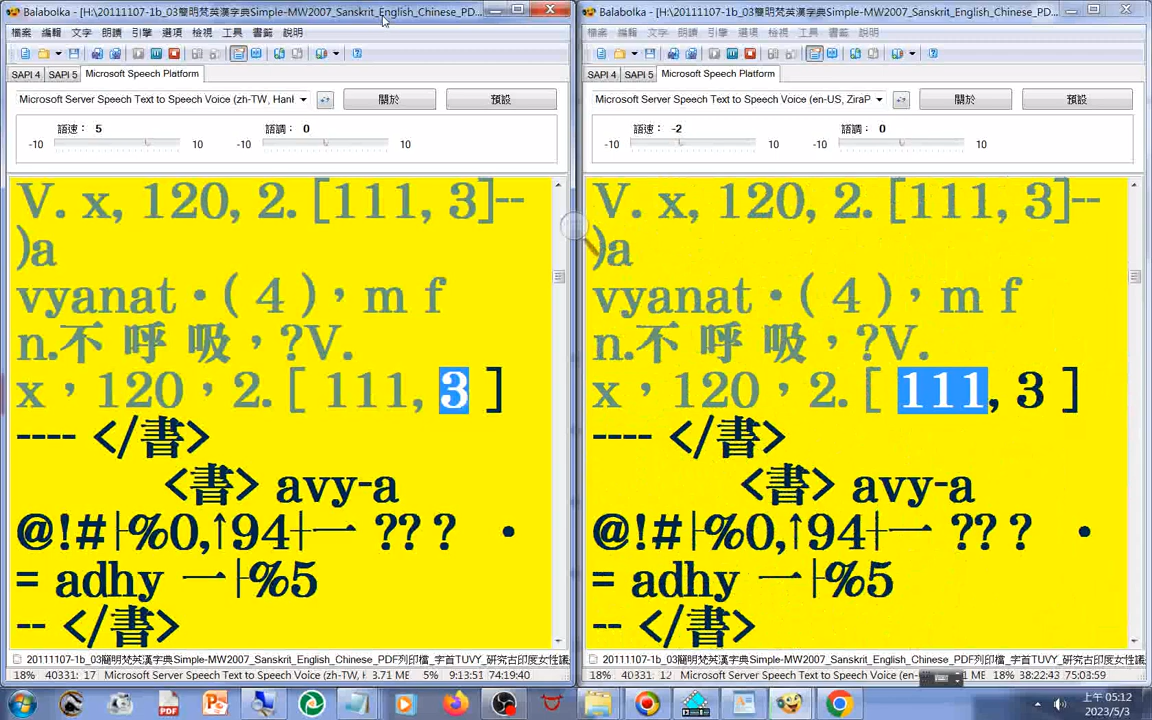 Balabolka - [H:\20111107-1b_03簡明梵英漢字典Simple-MW2007_Sanskrit_English_Chinese_PD...
檔案 編輯 文字 朗讀 引擎 選項 檢視 工具 書籤 說明
SAPI 4 SAPI 5 Microsoft Speech Platform
Microsoft Server Speech Text to Speech Voice (zh-TW, Hanl
關於 預設
語速： 5 語調： 0
-10 10 -10 10
V. x, 120, 2. [111, 3]--
)a
vyanat·( 4 )，m f
n.不 呼 吸，?V.
x，120，2. [ 111, 3 ]
---- </書>
<書> avy-a
@!#├%0,↑94┼一 ?? ? ·
= adhy 一├%5
-- </書>
20111107-1b_03簡明梵英漢字典Simple-MW2007_Sanskrit_English_Chinese_PDF列印檔_字首TUVY_研究古印度女性議
18% 40331: 17 Microsoft Server Speech Text to Speech Voice (zh-TW, H 3.71 MB 5% 9:13:51 74:19:40
Balabolka - [H:\20111107-1b_03簡明梵英漢字典Simple-MW2007_Sanskrit_English_Chinese_PD...
檔案 編輯 文字 朗讀 引擎 選項 檢視 工具 書籤 說明
SAPI 4 SAPI 5 Microsoft Speech Platform
Microsoft Server Speech Text to Speech Voice (en-US, ZiraP
關於 預設
語速： -2 語調： 0
-10 10 -10 10
V. x, 120, 2. [111, 3]--
)a
vyanat·( 4 )，m f
n.不 呼 吸，?V.
x，120，2. [ 111, 3 ]
---- </書>
<書> avy-a
@!#├%0,↑94┼一 ?? ? ·
= adhy 一├%5
-- </書>
20111107-1b_03簡明梵英漢字典Simple-MW2007_Sanskrit_English_Chinese_PDF列印檔_字首TUVY_研究古印度女性議
18% 40331: 17 Microsoft Server Speech Text to Speech Voice (en-US 18% 38:22:43 75:03:59
PDF
上午 05:12
2023/5/3